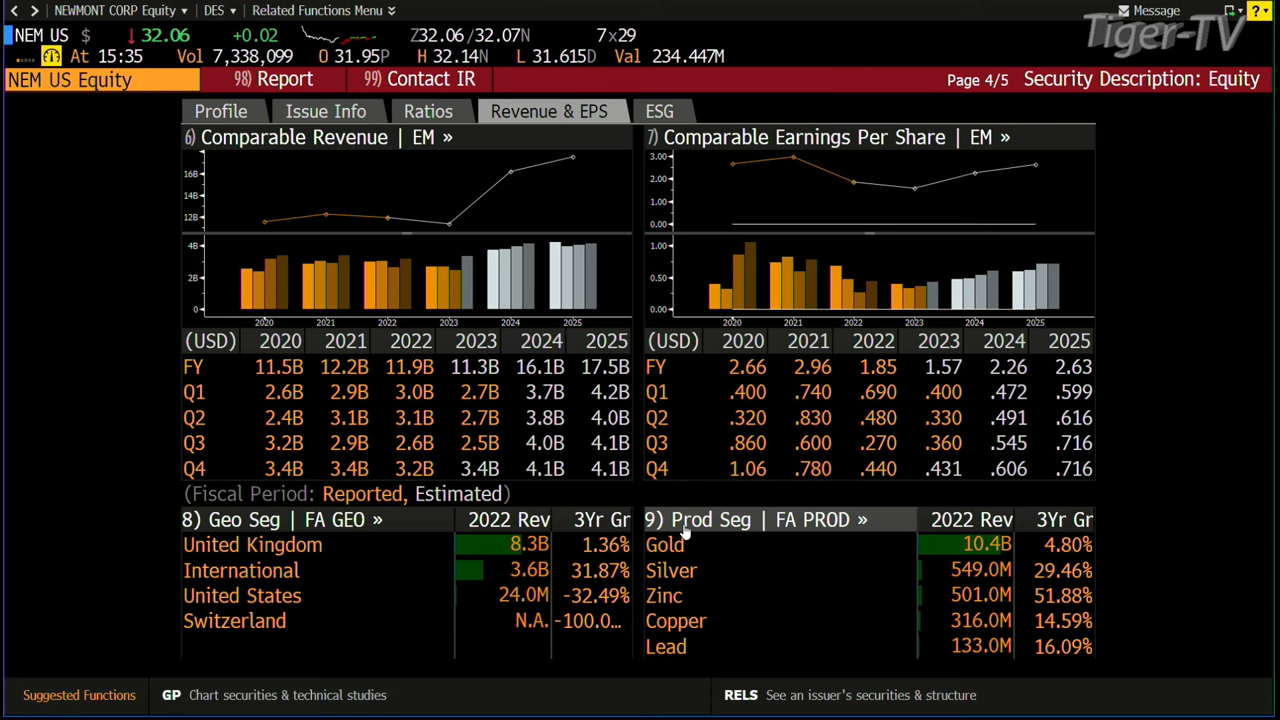 < > NEWMONT CORP Equity ▾ DES ▾ Related Functions Menu Message ?
NEM US $ ↓ 32.06 +0.02 Z32.06 / 32.07N 7 x 29
At 15:35 Vol 7,338,099 O 31.95P H 32.14N L 31.615D Val 234.447M
Tiger-TV
NEM US Equity 98) Report 99) Contact IR Page 4/5 Security Description: Equity
Profile Issue Info Ratios Revenue & EPS ESG
6) Comparable Revenue | EM » 7) Comparable Earnings Per Share | EM »
16B
14B
12B
4B
2B
0
2020 2021 2022 2023 2024 2025
3.00
2.00
1.00
0.00
1.00
0.50
0.00
2020 2021 2022 2023 2024 2025
(USD) 2020 2021 2022 2023 2024 2025
FY 11.5B 12.2B 11.9B 11.3B 16.1B 17.5B
Q1 2.6B 2.9B 3.0B 2.7B 3.7B 4.2B
Q2 2.4B 3.1B 3.1B 2.7B 3.8B 4.0B
Q3 3.2B 2.9B 2.6B 2.5B 4.0B 4.1B
Q4 3.4B 3.4B 3.2B 3.4B 4.1B 4.1B
(USD) 2020 2021 2022 2023 2024 2025
FY 2.66 2.96 1.85 1.57 2.26 2.63
Q1 .400 .740 .690 .400 .472 .599
Q2 .320 .830 .480 .330 .491 .616
Q3 .860 .600 .270 .360 .545 .716
Q4 1.06 .780 .440 .431 .606 .716
(Fiscal Period: Reported, Estimated)
8) Geo Seg | FA GEO » 2022 Rev 3Yr Gr
United Kingdom 8.3B 1.36%
International 3.6B 31.87%
United States 24.0M -32.49%
Switzerland N.A. -100.0...
9) Prod Seg | FA PROD » 2022 Rev 3Yr Gr
Gold 10.4B 4.80%
Silver 549.0M 29.46%
Zinc 501.0M 51.88%
Copper 316.0M 14.59%
Lead 133.0M 16.09%
Suggested Functions GP Chart securities & technical studies RELS See an issuer's securities & structure